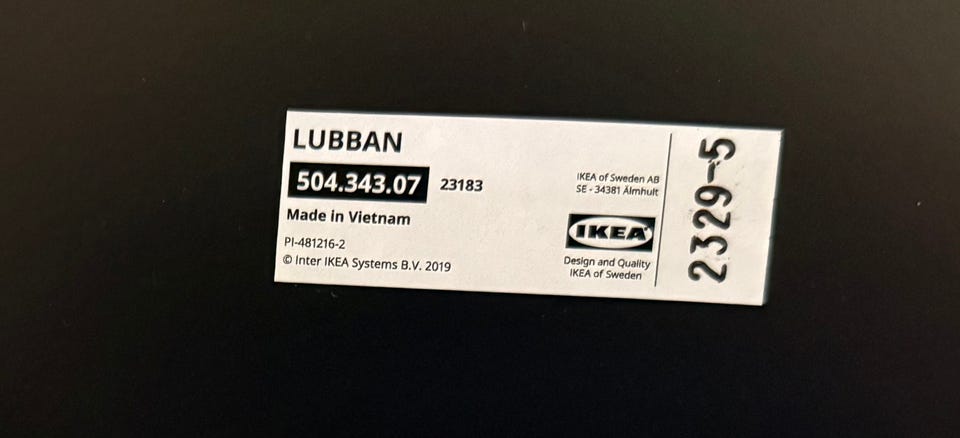 LUBBAN
504.343.07 23183
Made in Vietnam
PI-481216-2
© Inter IKEA Systems B.V. 2019
IKEA of Sweden AB
SE - 34381 Älmhult
IKEA
Design and Quality
IKEA of Sweden
2329-5